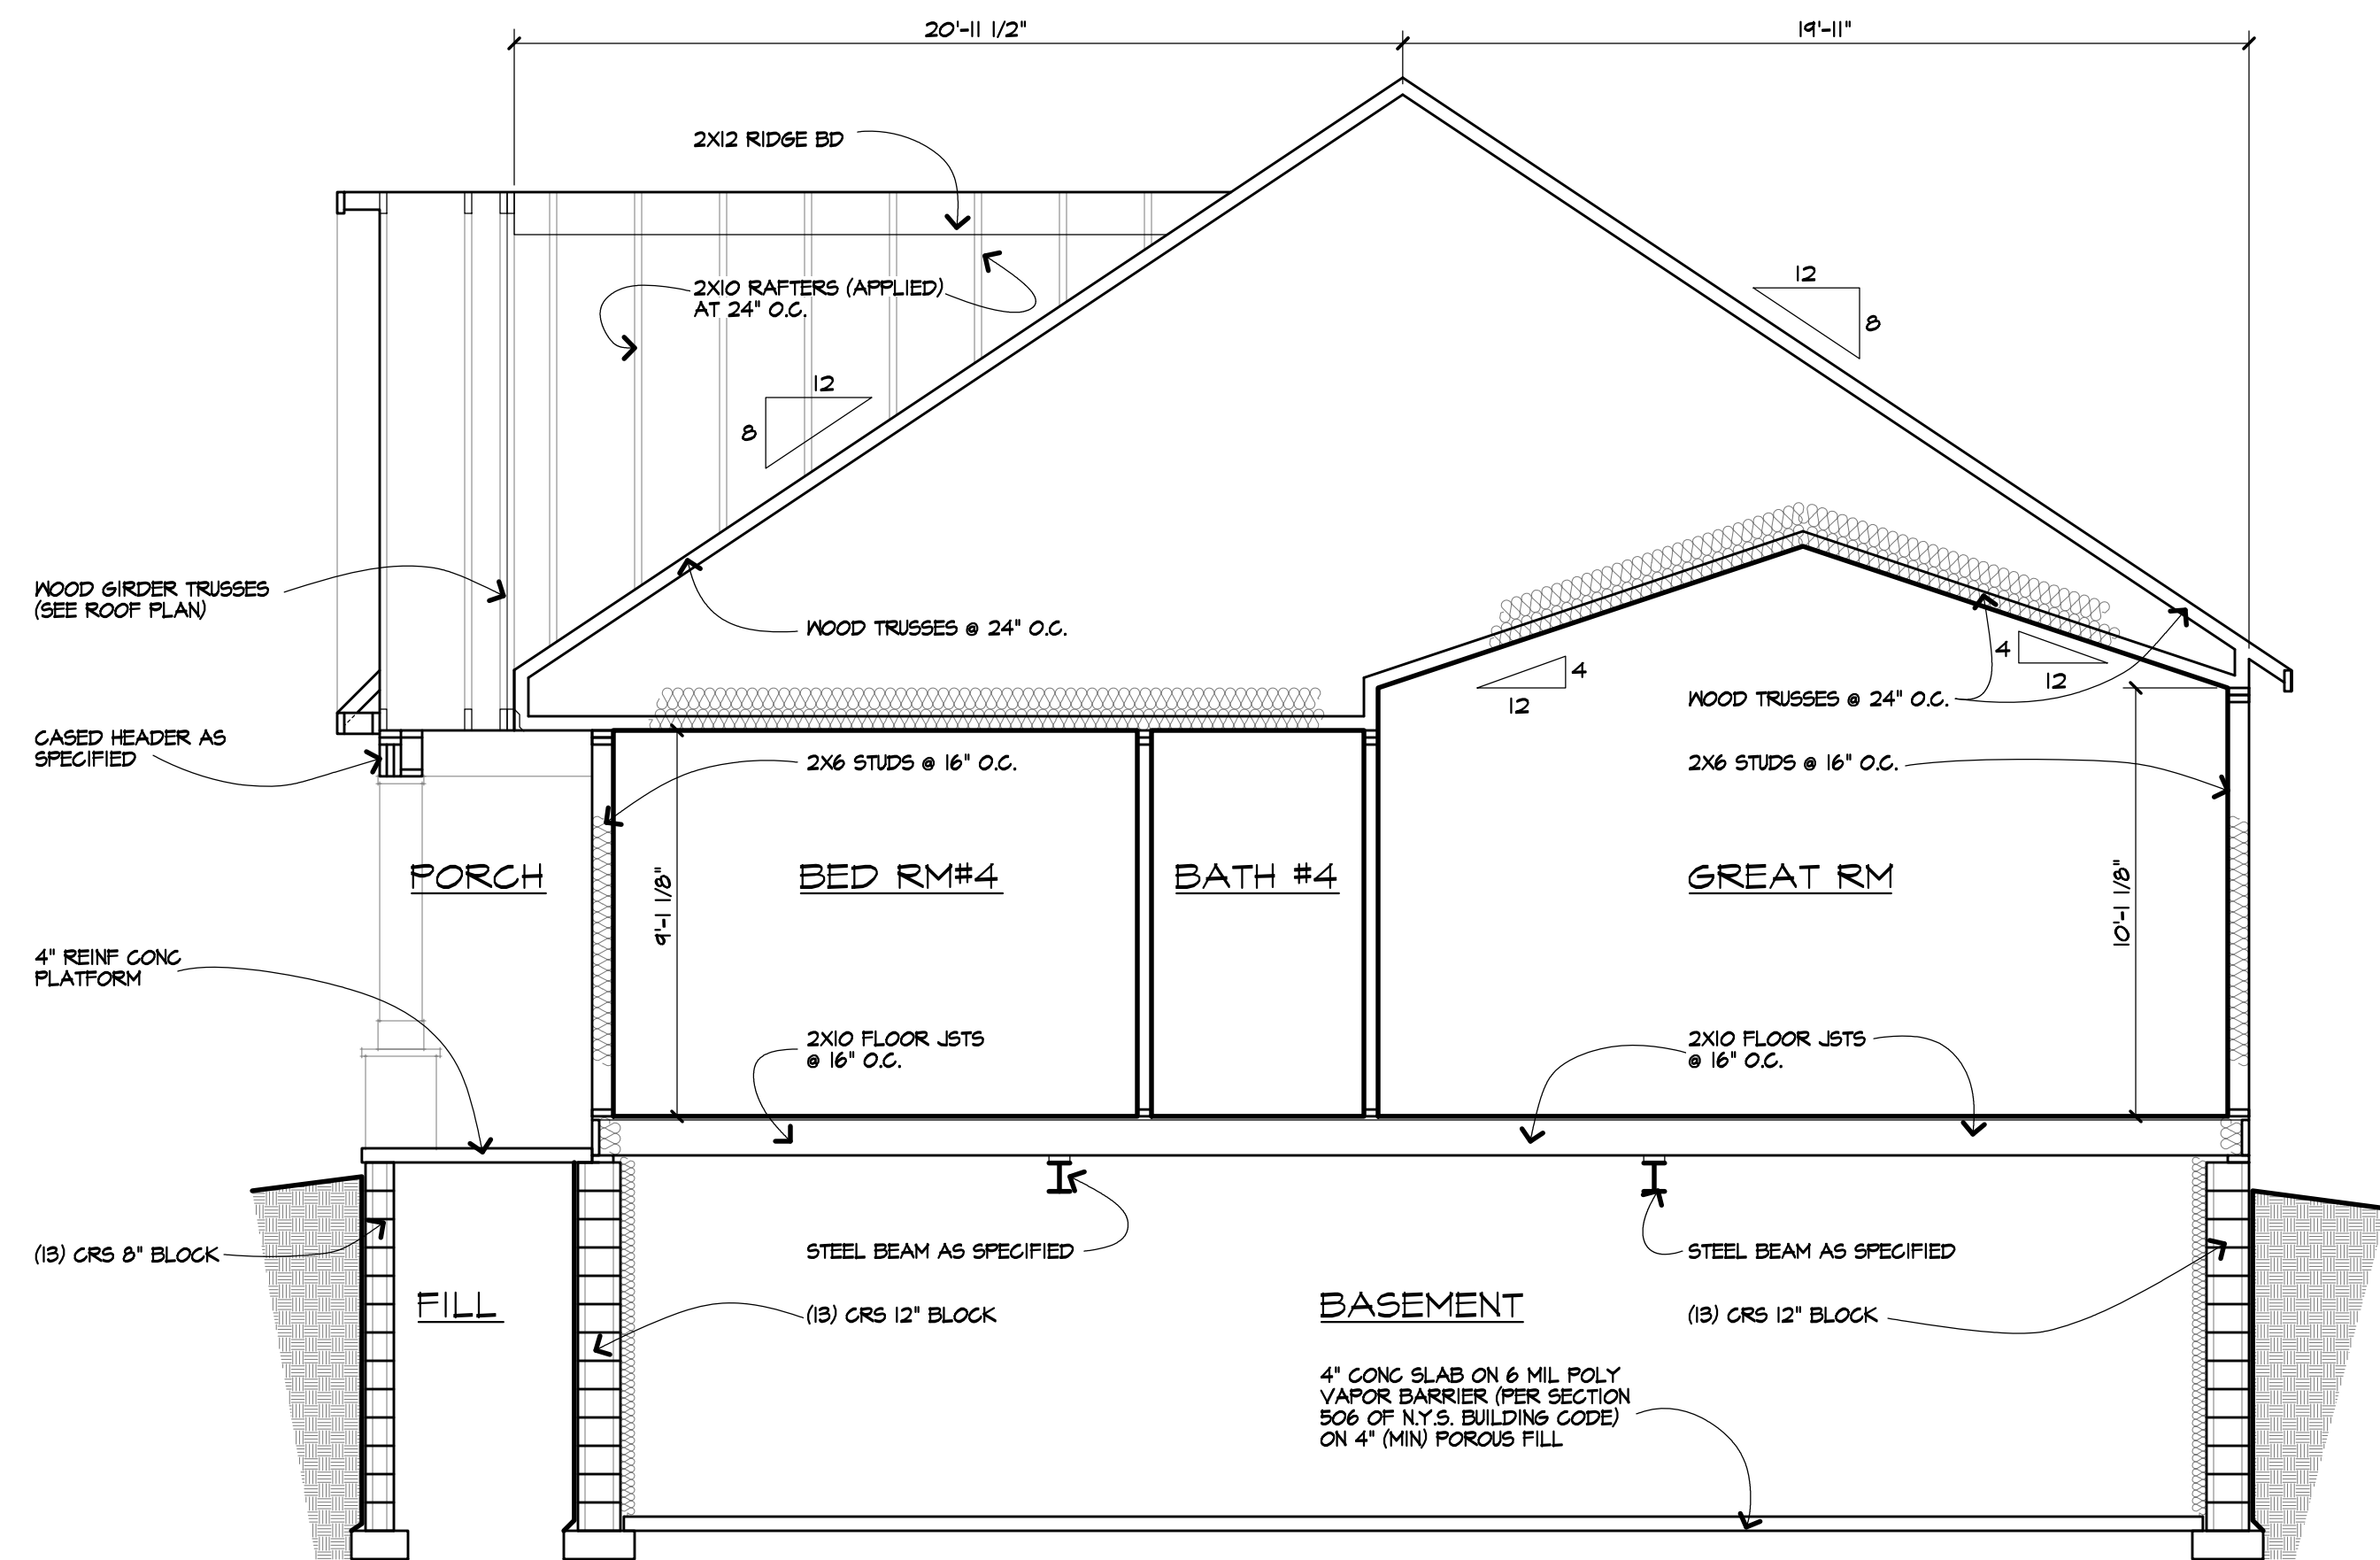 20'-11 1/2"
19'-11"
2X12 RIDGE BD
12
8
2X10 RAFTERS (APPLIED)
AT 24" O.C.
12
8
WOOD GIRDER TRUSSES
(SEE ROOF PLAN)
WOOD TRUSSES @ 24" O.C.
4
12
4
12
WOOD TRUSSES @ 24" O.C.
CASED HEADER AS
SPECIFIED
2X6 STUDS @ 16" O.C.
2X6 STUDS @ 16" O.C.
PORCH
BED RM#4
BATH #4
GREAT RM
9'-1 1/8"
10'-1 1/8"
4" REINF CONC
PLATFORM
2X10 FLOOR JSTS
@ 16" O.C.
2X10 FLOOR JSTS
@ 16" O.C.
(13) CRS 8" BLOCK
STEEL BEAM AS SPECIFIED
STEEL BEAM AS SPECIFIED
FILL
(13) CRS 12" BLOCK
BASEMENT
(13) CRS 12" BLOCK
4" CONC SLAB ON 6 MIL POLY
VAPOR BARRIER (PER SECTION
506 OF N.Y.S. BUILDING CODE)
ON 4" (MIN) POROUS FILL